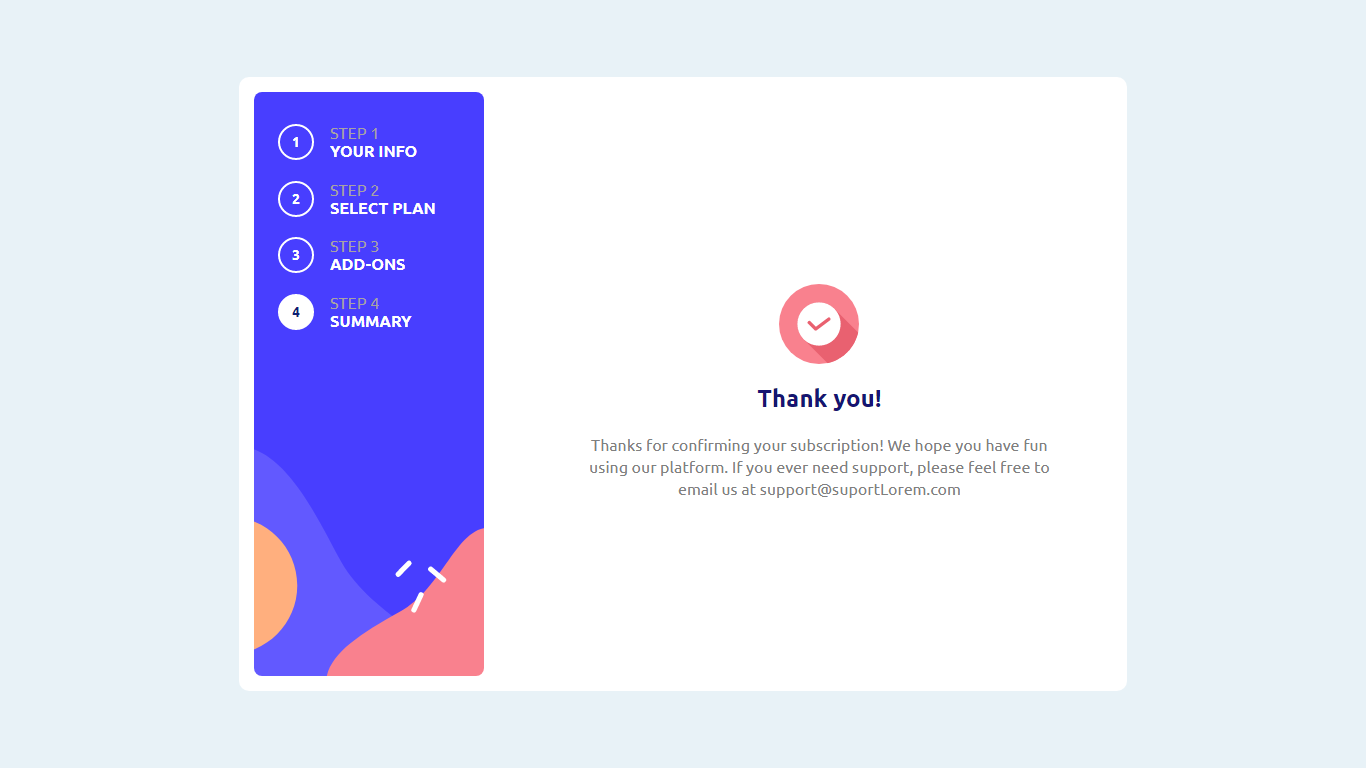 1
STEP 1
YOUR INFO
2
STEP 2
SELECT PLAN
3
STEP 3
ADD-ONS
4
STEP 4
SUMMARY
Thank you!
Thanks for confirming your subscription! We hope you have fun
using our platform. If you ever need support, please feel free to
email us at support@suportLorem.com